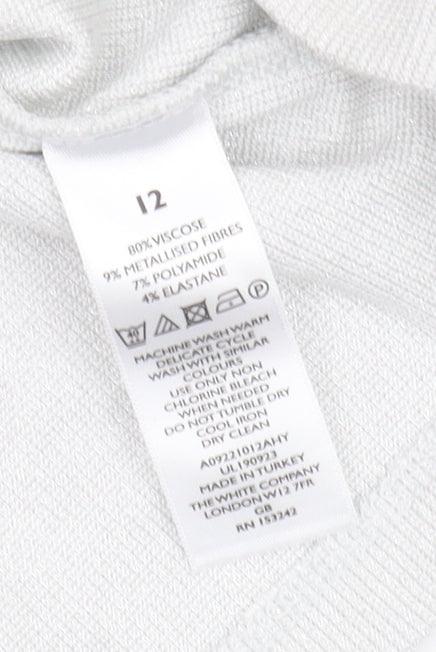 12
80% VISCOSE
9% METALLISED FIBRES
7% POLYAMIDE
4% ELASTANE
40
P
MACHINE WASH WARM
DELICATE CYCLE
WASH WITH SIMILAR
COLOURS
USE ONLY NON
CHLORINE BLEACH
WHEN NEEDED
DO NOT TUMBLE DRY
COOL IRON
DRY CLEAN
A09221012AHY
UL190923
MADE IN TURKEY
THE WHITE COMPANY
LONDON W12 7FR
GB
RN 153242